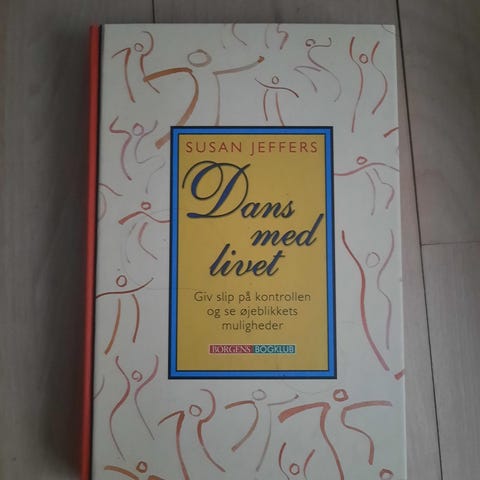 SUSAN JEFFERS
Dans
med
livet
Giv slip på kontrollen
og se øjeblikkets
muligheder
BORGENS BOGKLUB